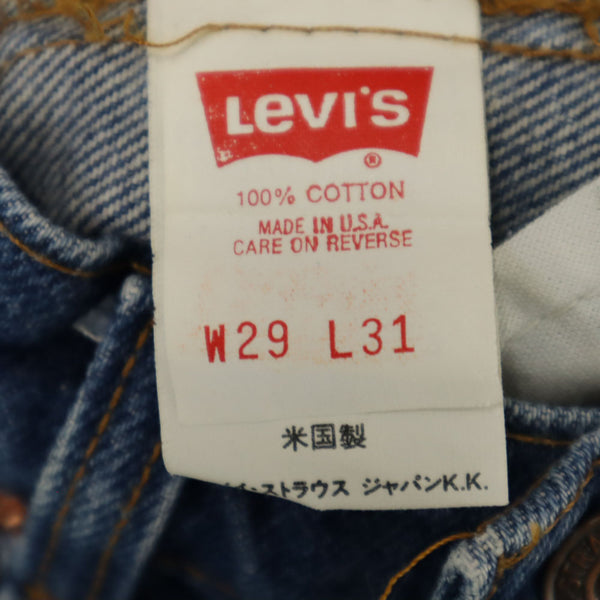 LEVI'S
®
100% COTTON
MADE IN U.S.A.
CARE ON REVERSE
W29 L31
米国製
ストラウス ジャパンK.K.